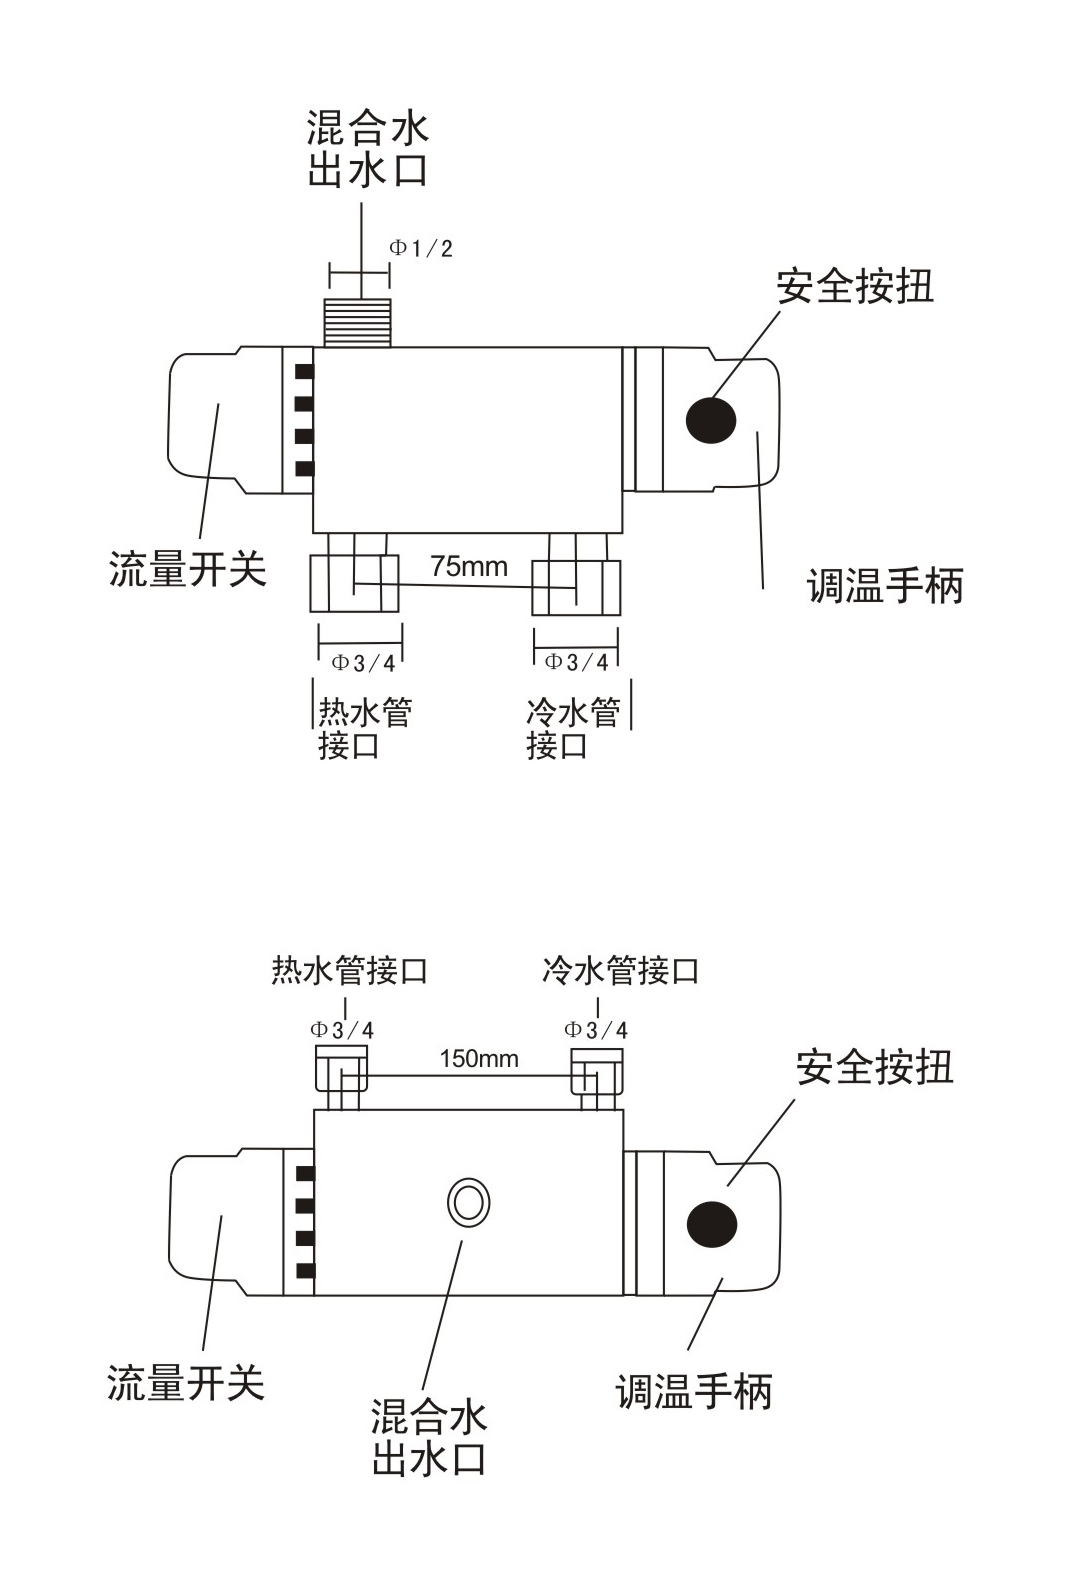 混合水
出水口
Φ1/2
安全按扭
流量开关
75mm
调温手柄
Φ3/4
Φ3/4
热水管
接口
冷水管
接口
热水管接口
冷水管接口
Φ3/4
Φ3/4
150mm
安全按扭
流量开关
调温手柄
混合水
出水口